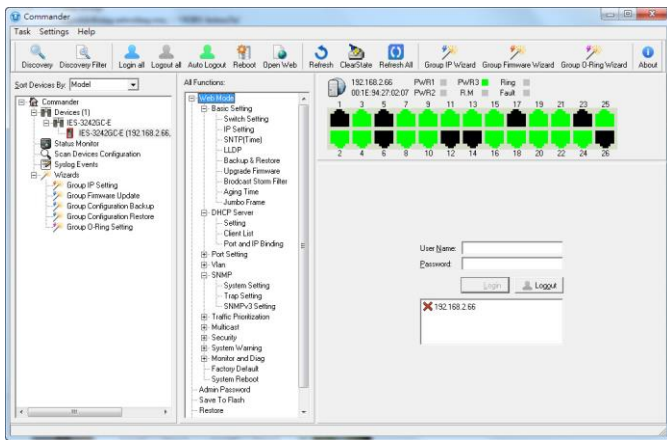 Commander
Task Settings Help
Discovery Discovery Filter Login all Logout all Auto Logout Reboot Open Web Refresh ClearState Refresh All Group IP Wizard Group Firmware Wizard Group O-Ring Wizard About
Sort Devices By: Model
Commander
Devices (1)
IES-3242GC-E
IES-3242GC-E (192.168.2.66,
Status Monitor
Scan Devices Configuration
Syslog Events
Wizards
Group IP Setting
Group Firmware Update
Group Configuration Backup
Group Configuration Restore
Group O-Ring Setting
All Functions:
Web Mode
Basic Setting
Switch Setting
IP Setting
SNTP(Time)
LLDP
Backup & Restore
Upgrade Firmware
Brodcast Storm Filter
Aging Time
Jumbo Frame
DHCP Server
Setting
Client List
Port and IP Binding
Port Setting
Vlan
SNMP
System Setting
Trap Setting
SNMPv3 Setting
Traffic Prioritization
Multicast
Security
System Warning
Monitor and Diag
Factory Default
System Reboot
Admin Password
Save To Flash
Restore
192.168.2.66 PWR1 PWR3 Ring
00:1E:94:27:02:07 PWR2 R.M Fault
1 3 5 7 9 11 13 15 17 19 21 23 25
2 4 6 8 10 12 14 16 18 20 22 24 26
User Name:
Password:
Login Logout
192.168.2.66